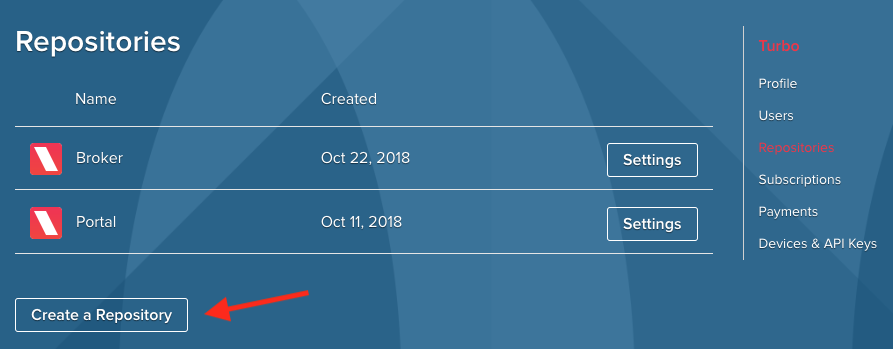 Repositories
Name Created
Broker Oct 22, 2018 Settings
Portal Oct 11, 2018 Settings
Create a Repository
Turbo
Profile
Users
Repositories
Subscriptions
Payments
Devices & API Keys